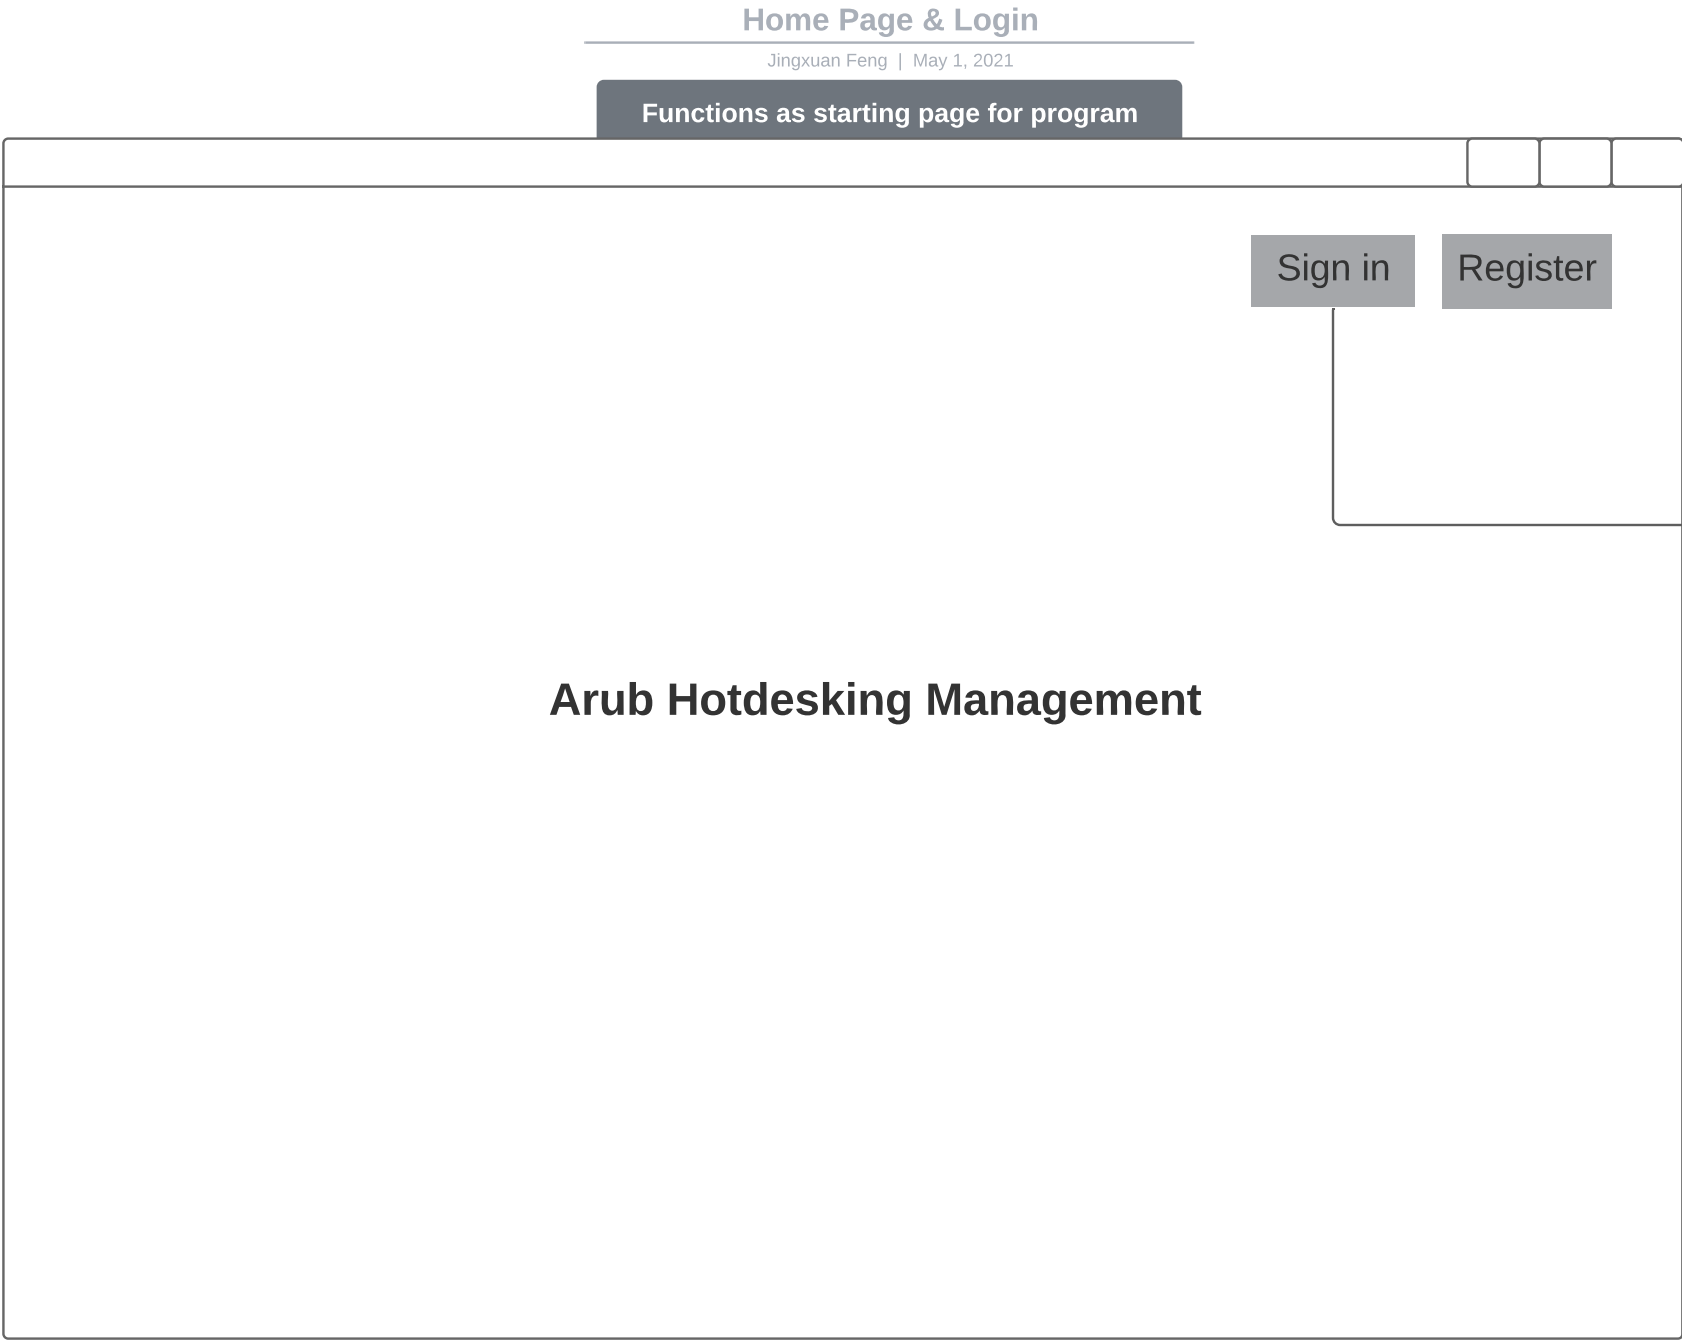 Home Page & Login
Jingxuan Feng | May 1, 2021
Functions as starting page for program
Sign in
Register
Arub Hotdesking Management